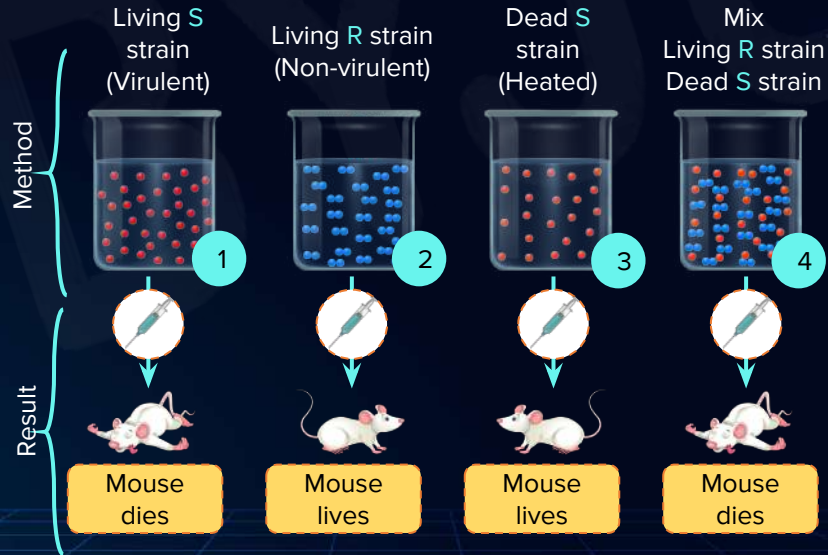 Living S
strain
(Virulent)
Living R strain
(Non-virulent)
Dead S
strain
(Heated)
Mix
Living R strain
Dead S strain
Method
1
2
3
4
Result
Mouse
dies
Mouse
lives
Mouse
lives
Mouse
dies